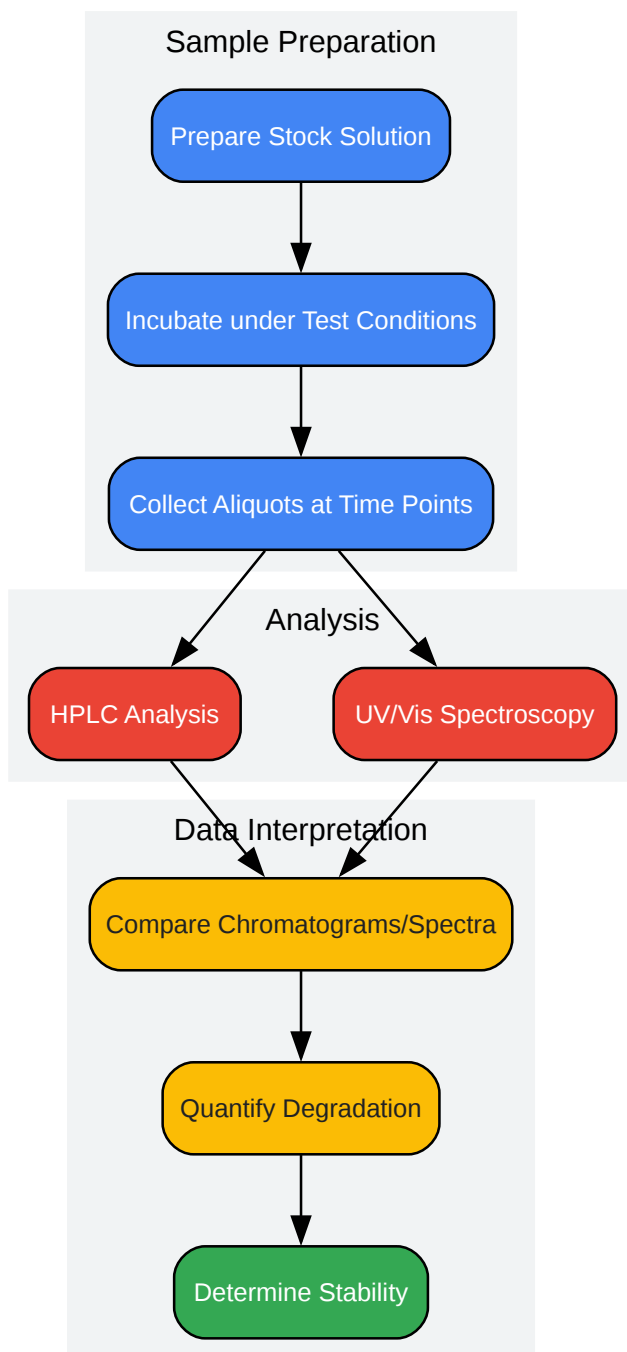 Sample Preparation
Prepare Stock Solution
Incubate under Test Conditions
Collect Aliquots at Time Points
Analysis
HPLC Analysis
UV/Vis Spectroscopy
Data Interpretation
Compare Chromatograms/Spectra
Quantify Degradation
Determine Stability